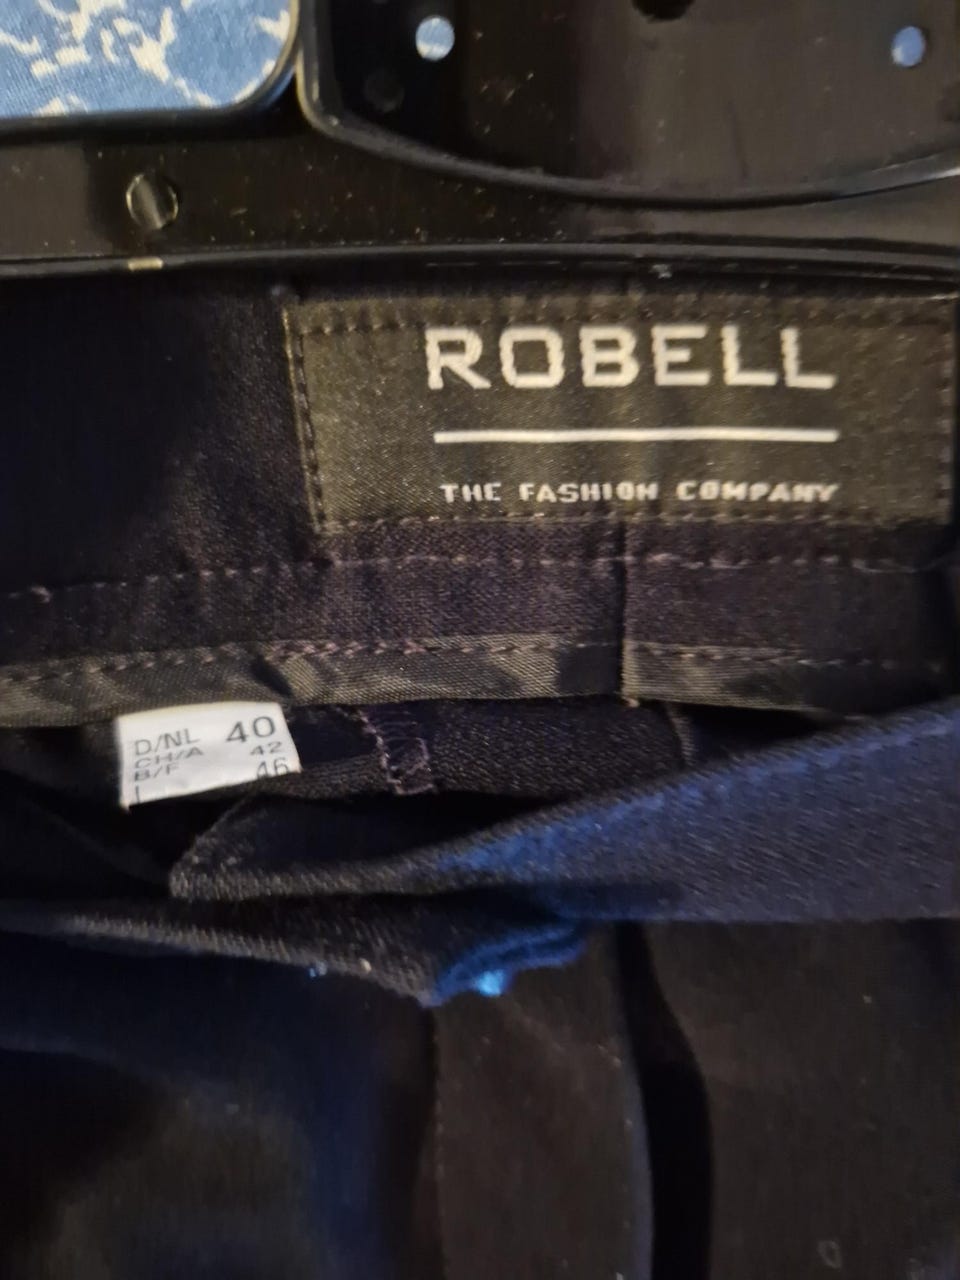 ROBELL
THE FASHION COMPANY
D/NL 40
CH/A 42
B/F 46
I